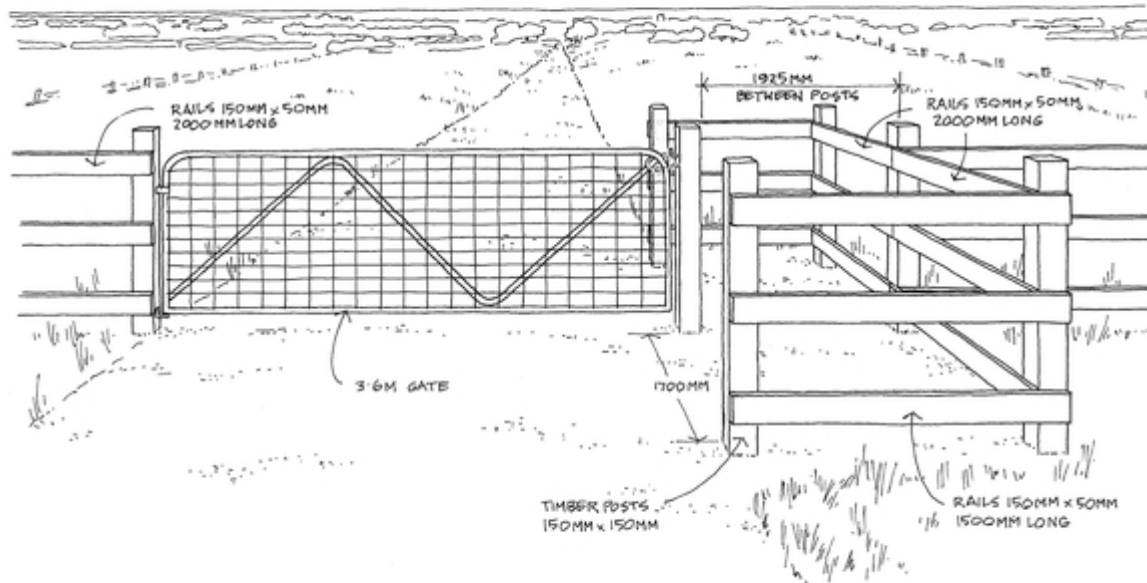 1925MM
BETWEEN POSTS
RAILS 150MM x 50MM
2000MM LONG
RAILS 150MM x 50MM
2000MM LONG
3·6M GATE
1700MM
TIMBER POSTS
150MM x 150MM
RAILS 150MM x 50MM
1500MM LONG